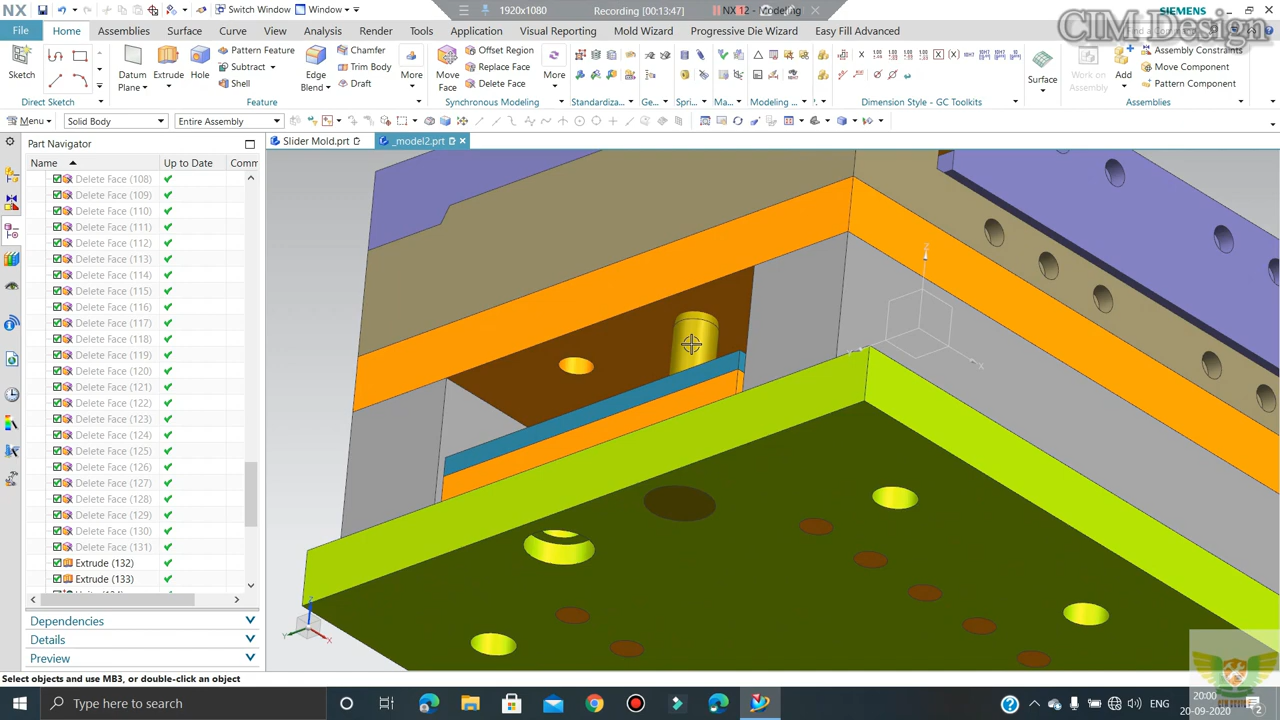 NX Switch Window Window 1920x1080 Recording [00:13:47] NX 12 - Modeling SIEMENS
CIM Design
File Home Assemblies Surface Curve View Analysis Render Tools Application Visual Reporting Mold Wizard Progressive Die Wizard Easy Fill Advanced
Pattern Feature Chamfer Offset Region Assembly Constraints
Sketch Datum Plane Extrude Hole Subtract Edge Blend Trim Body More Move Face Replace Face More Surface Work on Assembly Add Move Component
Shell Draft Delete Face Pattern Component
Direct Sketch Feature Synchronous Modeling Standardiza... Ge... Spri... Ma... Modeling ... Dimension Style - GC Toolkits Assemblies
Menu Solid Body Entire Assembly
Part Navigator Slider Mold.prt _model2.prt
Name Up to Date Comm
Delete Face (108)
Delete Face (109)
Delete Face (110)
Delete Face (111)
Delete Face (112)
Delete Face (113)
Delete Face (114)
Delete Face (115)
Delete Face (116)
Delete Face (117)
Delete Face (118)
Delete Face (119)
Delete Face (120)
Delete Face (121)
Delete Face (122)
Delete Face (123)
Delete Face (124)
Delete Face (125)
Delete Face (126)
Delete Face (127)
Delete Face (128)
Delete Face (129)
Delete Face (130)
Delete Face (131)
Extrude (132)
Extrude (133)
Dependencies
Details
Preview
Z
X
Z
Y
X
Select objects and use MB3, or double-click an object
Type here to search
ENG
20:00
20-09-2020
2